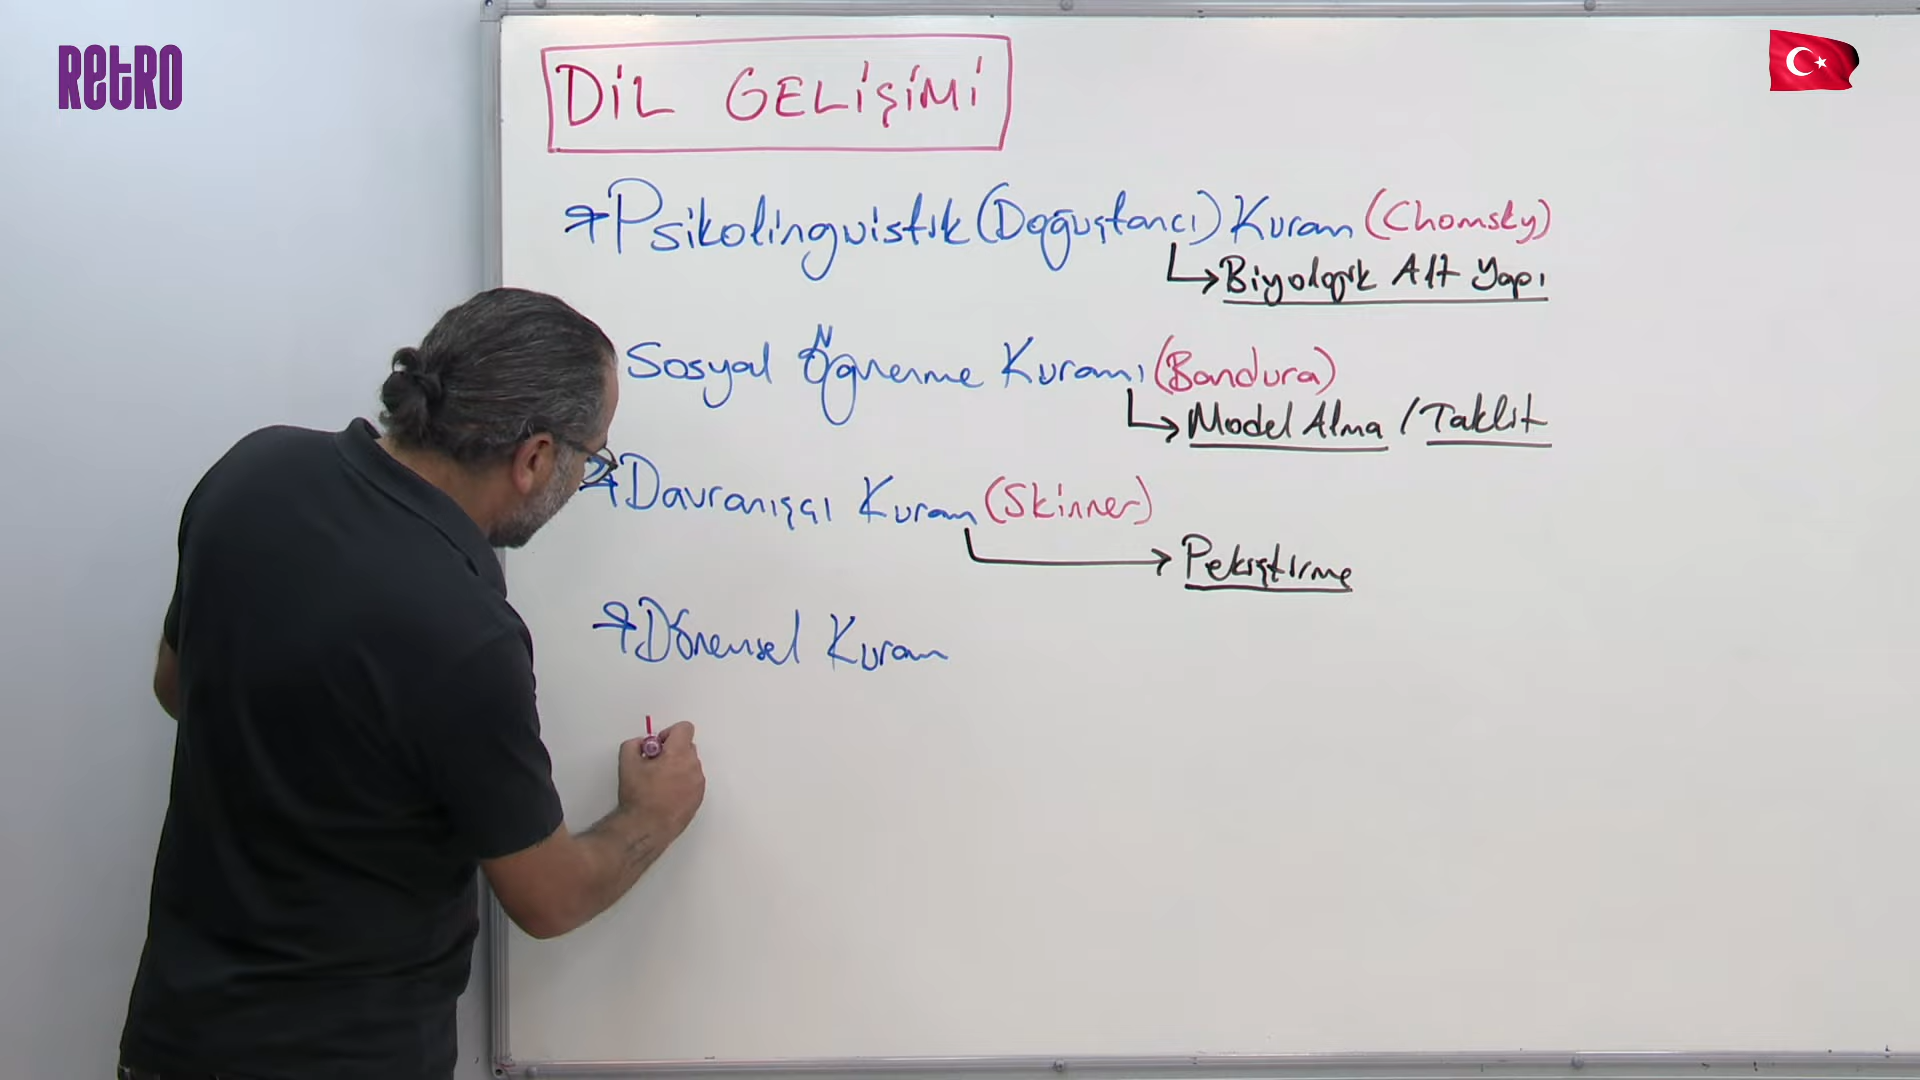 RETRO
DİL GELİŞİMİ
Psikolinguistik (Doğuştancı) Kuram (Chomsky)
Biyolojik Alt Yapı
Sosyal Öğrenme Kuramı (Bandura)
Model Alma / Taklit
Davranışçı Kuram (Skinner)
Pekiştirme
Dönemsel Kuram